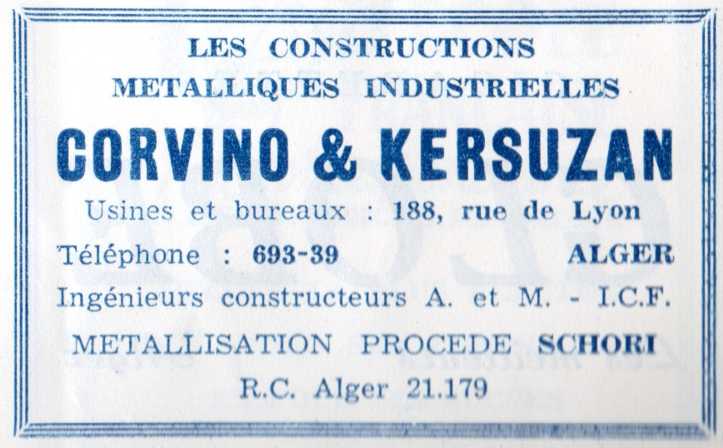 LES CONSTRUCTIONS
METALLIQUES INDUSTRIELLES
CORVINO & KERSUZAN
Usines et bureaux : 188, rue de Lyon
Téléphone : 693-39 ALGER
Ingénieurs constructeurs A. et M. - I.C.F.
METALLISATION PROCEDE SCHORI
R.C. Alger 21.179